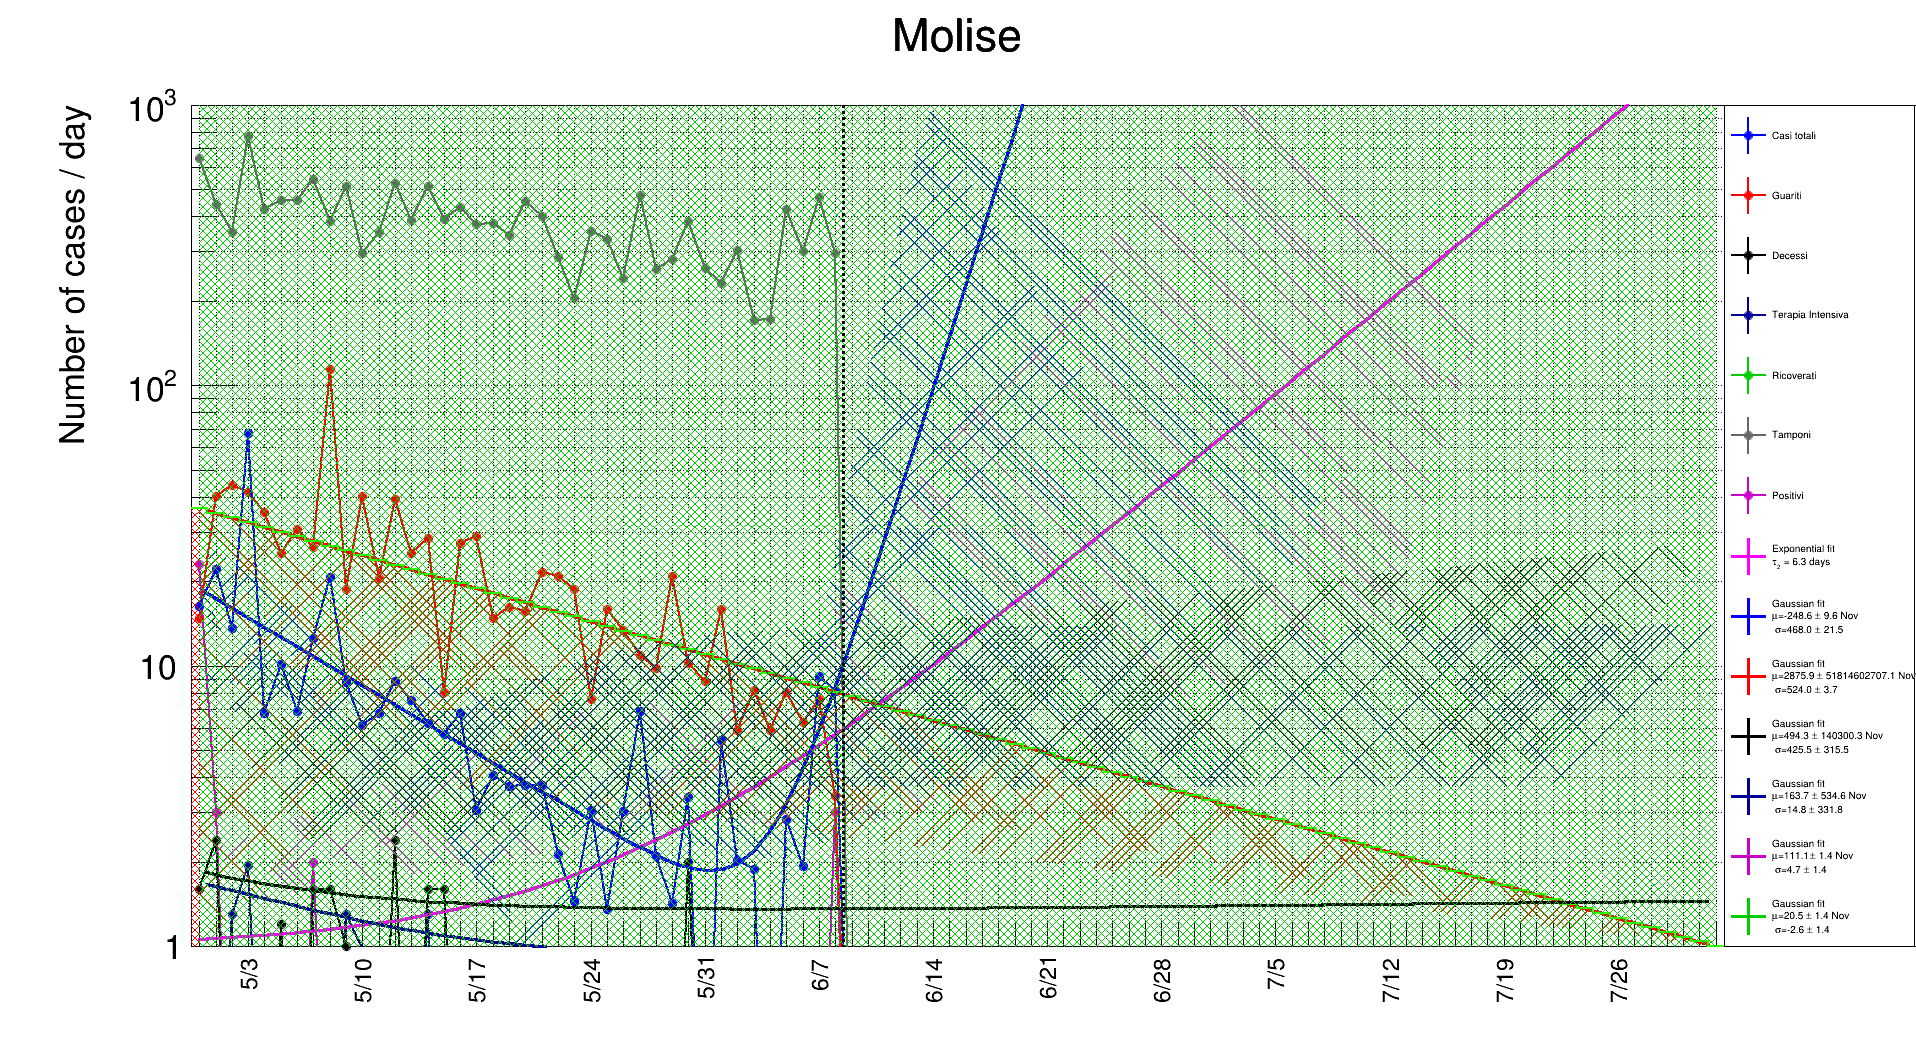 Molise
Number of cases / day
10³
10²
10
1
5/3
5/10
5/17
5/24
5/31
6/7
6/14
6/21
6/28
7/5
7/12
7/19
7/26
Casi totali
Guariti
Decessi
Terapia Intensiva
Ricoverati
Tamponi
Positivi
Exponential fit
τ₂ = 6.3 days
Gaussian fit
μ=-248.6 ± 9.6 Nov
σ=468.0 ± 21.5
Gaussian fit
μ=2875.9 ± 51814602707.1 Nov
σ=524.0 ± 3.7
Gaussian fit
μ=494.3 ± 140300.3 Nov
σ=425.5 ± 315.5
Gaussian fit
μ=163.7 ± 534.6 Nov
σ=14.8 ± 331.8
Gaussian fit
μ=111.1 ± 1.4 Nov
σ=4.7 ± 1.4
Gaussian fit
μ=20.5 ± 1.4 Nov
σ=-2.6 ± 1.4